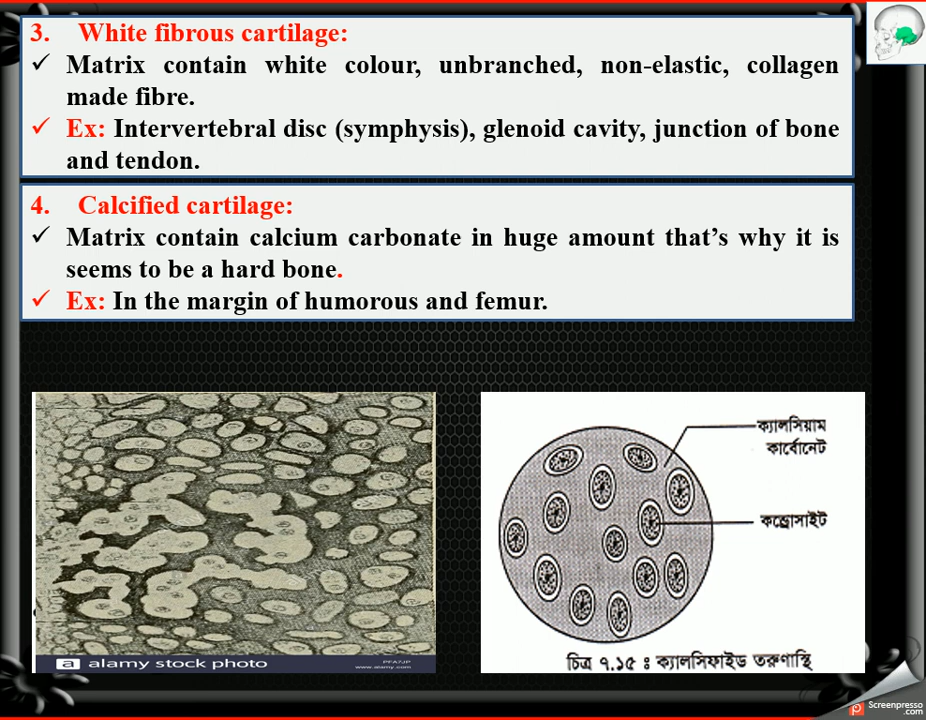 3. White fibrous cartilage:
✓ Matrix contain white colour, unbranched, non-elastic, collagen
made fibre.
✓ Ex: Intervertebral disc (symphysis), glenoid cavity, junction of bone
and tendon.
4. Calcified cartilage:
✓ Matrix contain calcium carbonate in huge amount that’s why it is
seems to be a hard bone.
✓ Ex: In the margin of humorous and femur.
ক্যালসিয়াম
কার্বোনেট
কন্ড্রোসাইট
চিত্র ৭.১৫ : ক্যালসিফাইড তরুণাস্থি
a alamy stock photo
PFA7JP
www.alamy.com
Screenpresso
.com